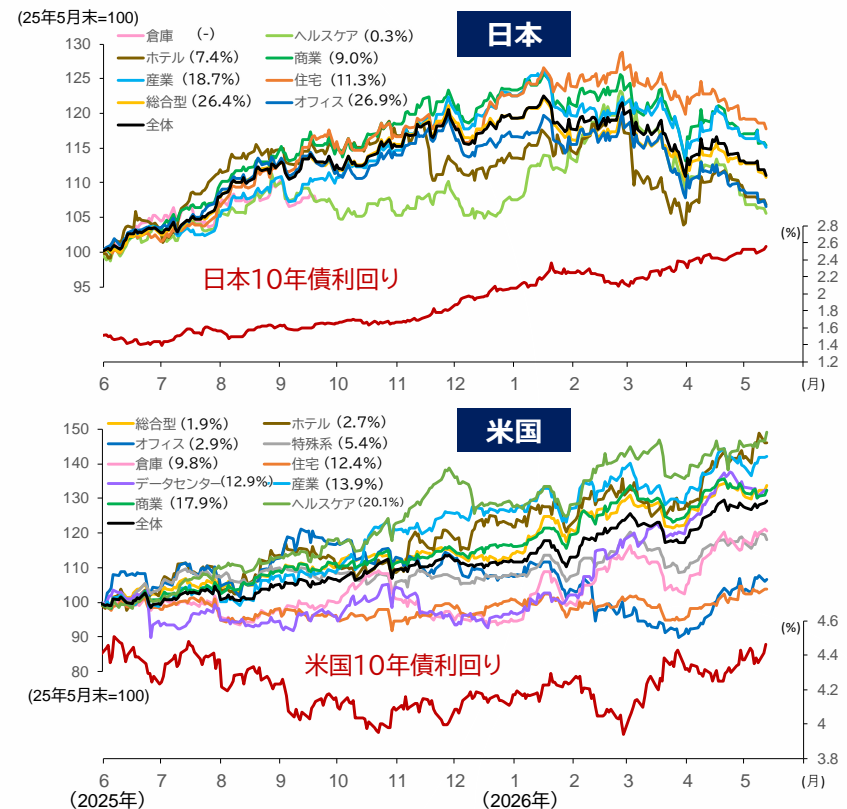 (25年5月末=100)
日本
倉庫 (-)
ヘルスケア (0.3%)
ホテル (7.4%)
商業 (9.0%)
産業 (18.7%)
住宅 (11.3%)
総合型 (26.4%)
オフィス (26.9%)
全体
130
125
120
115
110
105
100
95
(%)
2.8
2.6
2.4
2.2
2
1.8
1.6
1.4
1.2
日本10年債利回り
6 7 8 9 10 11 12 1 2 3 4 5 (月)
米国
総合型 (1.9%)
ホテル (2.7%)
オフィス (2.9%)
特殊系 (5.4%)
倉庫 (9.8%)
住宅 (12.4%)
データセンター (12.9%)
産業 (13.9%)
商業 (17.9%)
ヘルスケア (20.1%)
全体
150
140
130
120
110
100
90
80
(25年5月末=100)
(%)
4.6
4.4
4.2
4
3.8
米国10年債利回り
6 7 8 9 10 11 12 1 2 3 4 5 (月)
(2025年) (2026年)